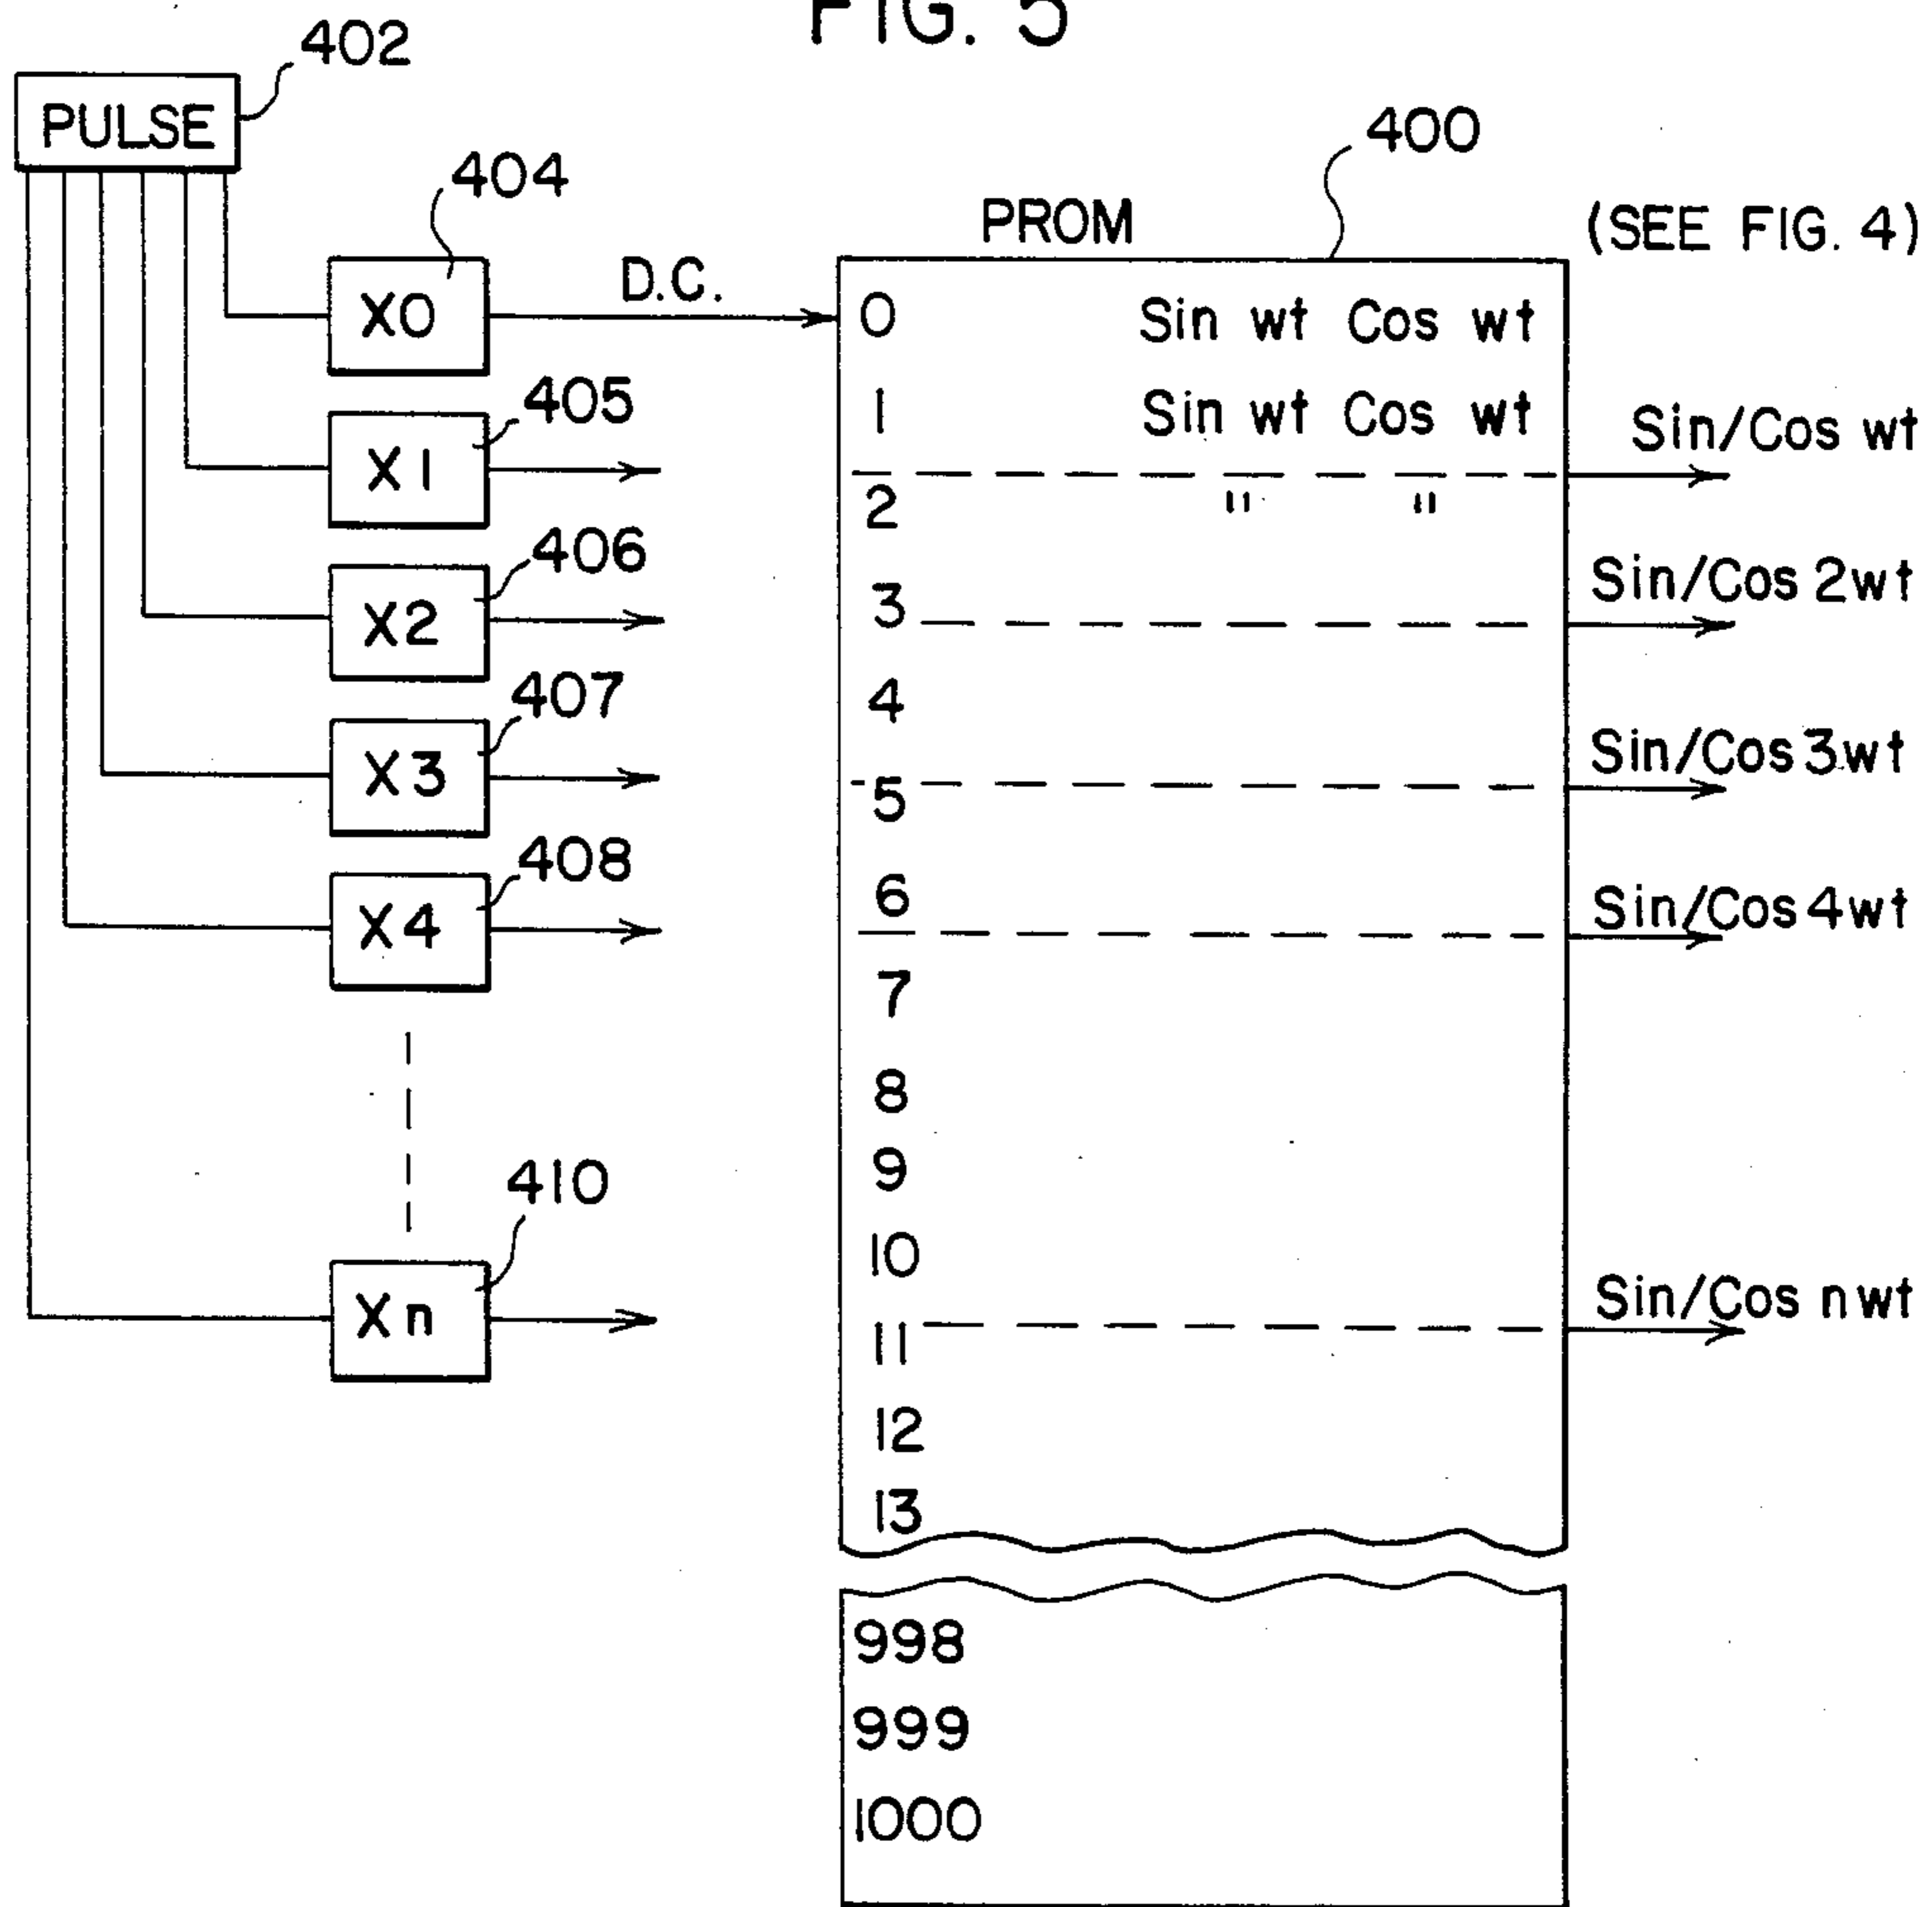 FIG. 5
402
PULSE
404
400
PROM
(SEE FIG. 4)
X0
D.C.
0 Sin wt Cos wt
405
1 Sin wt Cos wt
Sin/Cos wt
X1
2 " "
406
3
Sin/Cos 2wt
X2
407
4
X3
5
Sin/Cos 3wt
408
6
Sin/Cos 4wt
X4
7
8
9
410
10
Xn
11
Sin/Cos nwt
12
13
998
999
1000